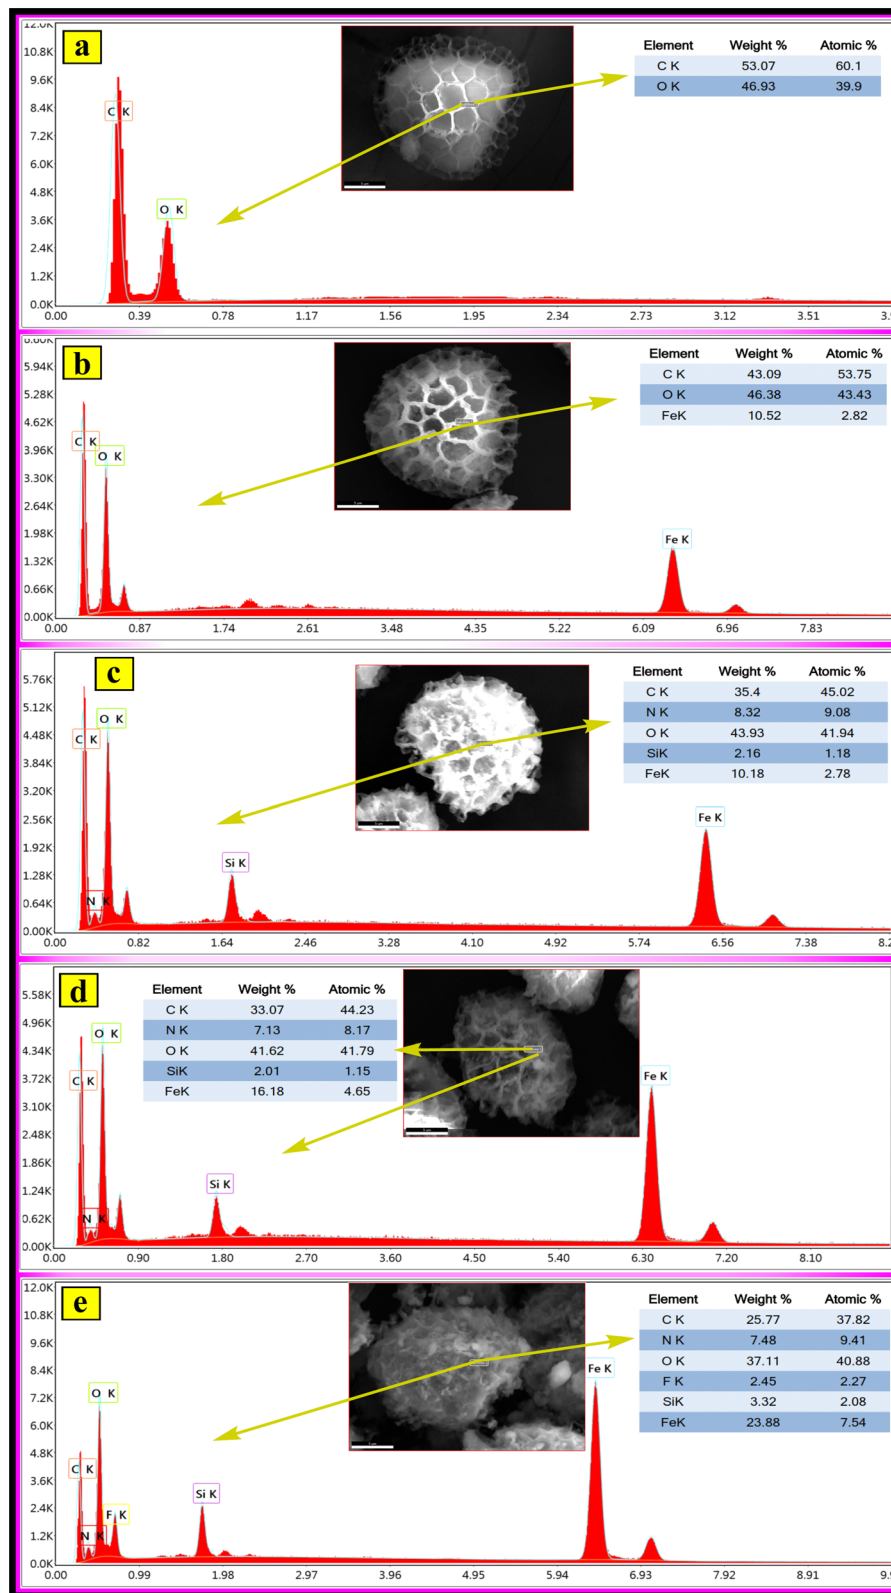 a
12.0K
10.8K
9.6K
8.4K
7.2K
6.0K
4.8K
3.6K
2.4K
1.2K
0.0K
C K
O K
Element Weight % Atomic %
C K 53.07 60.1
O K 46.93 39.9
0.00 0.39 0.78 1.17 1.56 1.95 2.34 2.73 3.12 3.51
b
5.94K
5.28K
4.62K
3.96K
3.30K
2.64K
1.98K
1.32K
0.66K
0.00K
C K
O K
Fe K
Element Weight % Atomic %
C K 43.09 53.75
O K 46.38 43.43
FeK 10.52 2.82
0.00 0.87 1.74 2.61 3.48 4.35 5.22 6.09 6.96 7.83
c
5.76K
5.12K
4.48K
3.84K
3.20K
2.56K
1.92K
1.28K
0.64K
0.00K
O K
C K
N K
Si K
Fe K
Element Weight % Atomic %
C K 35.4 45.02
N K 8.32 9.08
O K 43.93 41.94
SiK 2.16 1.18
FeK 10.18 2.78
0.00 0.82 1.64 2.46 3.28 4.10 4.92 5.74 6.56 7.38
d
5.58K
4.96K
4.34K
3.72K
3.10K
2.48K
1.86K
1.24K
0.62K
0.00K
O K
C K
N K
Si K
Fe K
Element Weight % Atomic %
C K 33.07 44.23
N K 7.13 8.17
O K 41.62 41.79
SiK 2.01 1.15
FeK 16.18 4.65
0.00 0.90 1.80 2.70 3.60 4.50 5.40 6.30 7.20 8.10
e
12.0K
10.8K
9.6K
8.4K
7.2K
6.0K
4.8K
3.6K
2.4K
1.2K
0.0K
O K
C K
F K
N K
Si K
Fe K
Element Weight % Atomic %
C K 25.77 37.82
N K 7.48 9.41
O K 37.11 40.88
F K 2.45 2.27
SiK 3.32 2.08
FeK 23.88 7.54
0.00 0.99 1.98 2.97 3.96 4.95 5.94 6.93 7.92 8.91